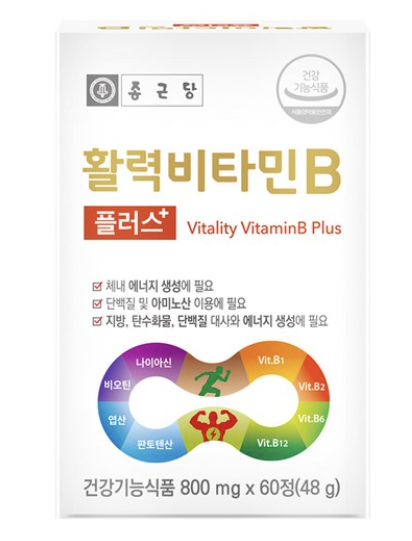 종근당
건강
기능식품
식품의약품안전처
활력비타민B
플러스+
Vitality VitaminB Plus
체내 에너지 생성에 필요
단백질 및 아미노산 이용에 필요
지방, 탄수화물, 단백질 대사와 에너지 생성에 필요
나이아신
Vit.B1
비오틴
Vit.B2
엽산
Vit.B6
판토텐산
Vit.B12
건강기능식품 800 mg x 60정(48 g)